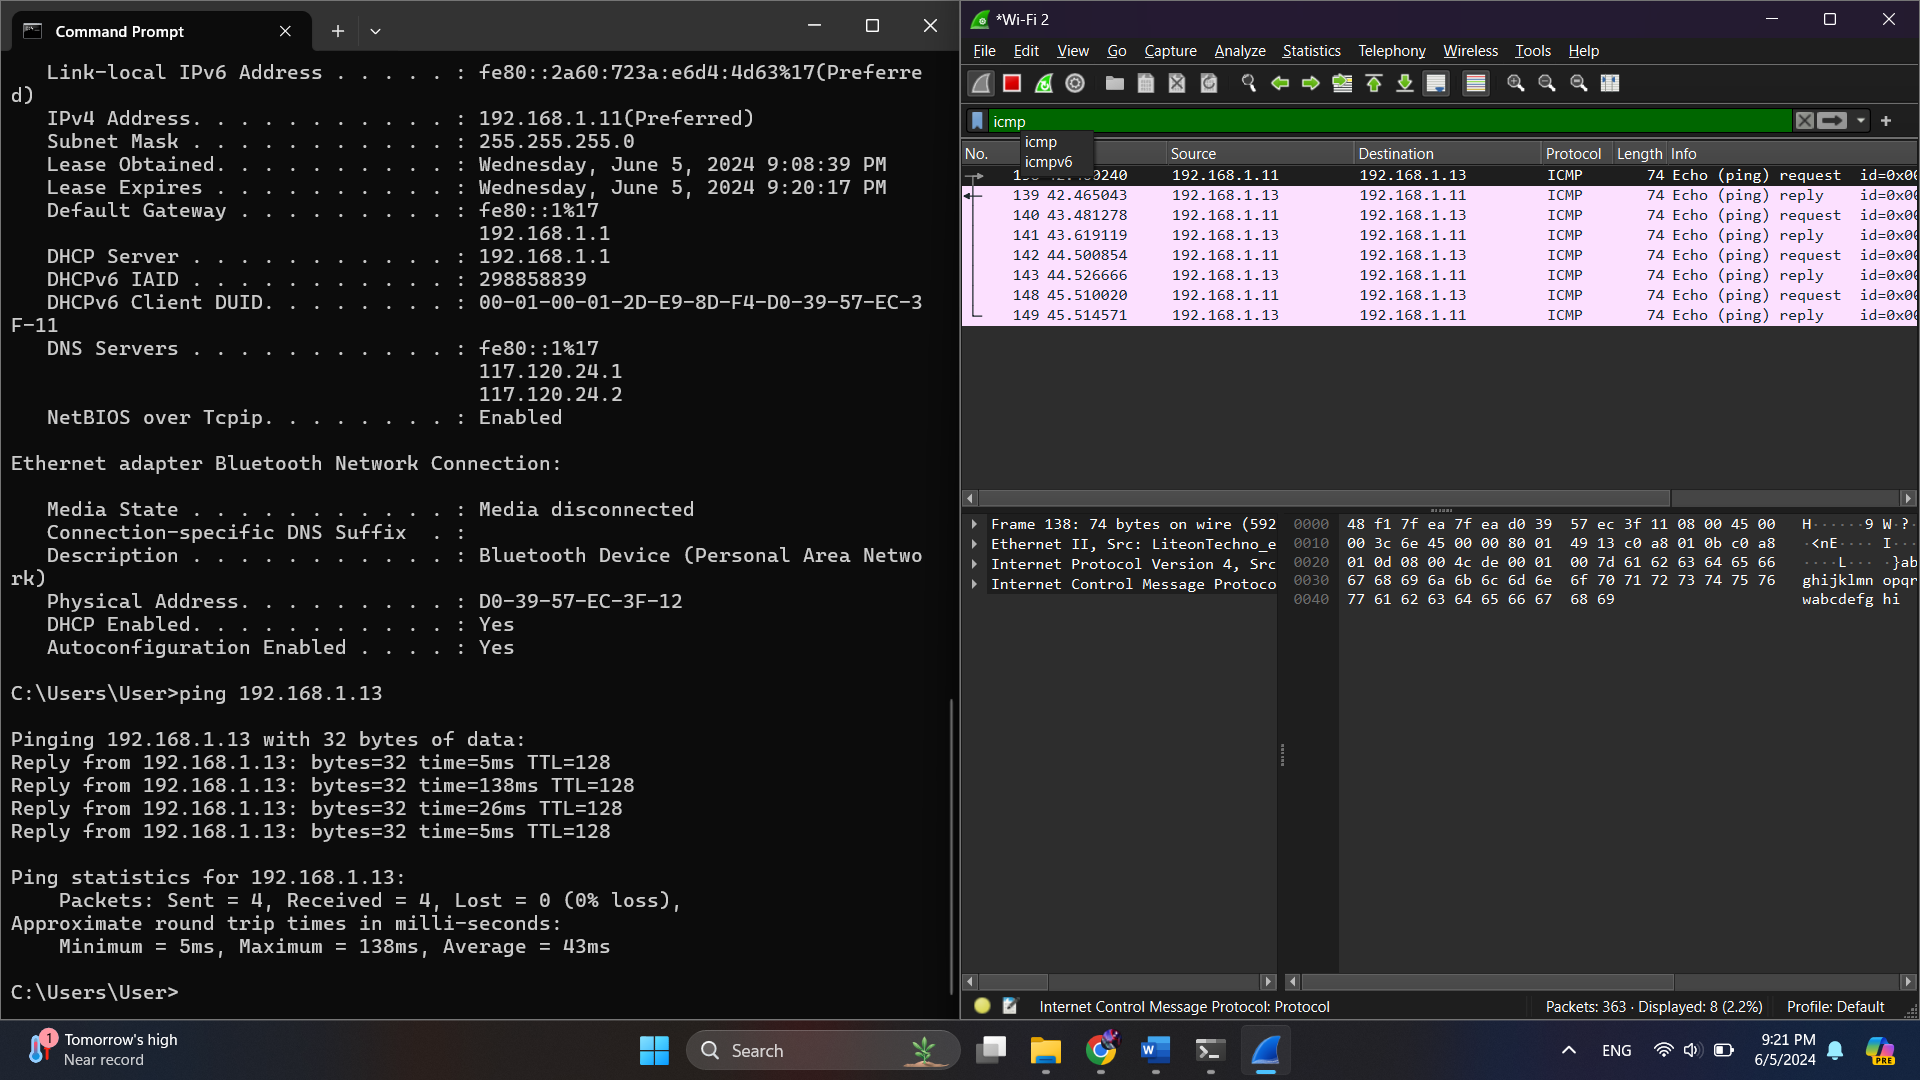 Command Prompt
Link-local IPv6 Address . . . . . : fe80::2a60:723a:e6d4:4d63%17(Preferre
d)
IPv4 Address. . . . . . . . . . . : 192.168.1.11(Preferred)
Subnet Mask . . . . . . . . . . . : 255.255.255.0
Lease Obtained. . . . . . . . . . : Wednesday, June 5, 2024 9:08:39 PM
Lease Expires . . . . . . . . . . : Wednesday, June 5, 2024 9:20:17 PM
Default Gateway . . . . . . . . . : fe80::1%17
192.168.1.1
DHCP Server . . . . . . . . . . . : 192.168.1.1
DHCPv6 IAID . . . . . . . . . . . : 298858839
DHCPv6 Client DUID. . . . . . . . : 00-01-00-01-2D-E9-8D-F4-D0-39-57-EC-3
F-11
DNS Servers . . . . . . . . . . . : fe80::1%17
117.120.24.1
117.120.24.2
NetBIOS over Tcpip. . . . . . . . : Enabled
Ethernet adapter Bluetooth Network Connection:
Media State . . . . . . . . . . . : Media disconnected
Connection-specific DNS Suffix  . :
Description . . . . . . . . . . . : Bluetooth Device (Personal Area Netwo
rk)
Physical Address. . . . . . . . . : D0-39-57-EC-3F-12
DHCP Enabled. . . . . . . . . . . : Yes
Autoconfiguration Enabled . . . . : Yes
C:\Users\User>ping 192.168.1.13
Pinging 192.168.1.13 with 32 bytes of data:
Reply from 192.168.1.13: bytes=32 time=5ms TTL=128
Reply from 192.168.1.13: bytes=32 time=138ms TTL=128
Reply from 192.168.1.13: bytes=32 time=26ms TTL=128
Reply from 192.168.1.13: bytes=32 time=5ms TTL=128
Ping statistics for 192.168.1.13:
Packets: Sent = 4, Received = 4, Lost = 0 (0% loss),
Approximate round trip times in milli-seconds:
Minimum = 5ms, Maximum = 138ms, Average = 43ms
C:\Users\User>
*Wi-Fi 2
File Edit View Go Capture Analyze Statistics Telephony Wireless Tools Help
icmp
icmp
icmpv6
No. Source Destination Protocol Length Info
0240 192.168.1.11 192.168.1.13 ICMP 74 Echo (ping) request id=0x00
139 42.465043 192.168.1.13 192.168.1.11 ICMP 74 Echo (ping) reply id=0x00
140 43.481278 192.168.1.11 192.168.1.13 ICMP 74 Echo (ping) request id=0x00
141 43.619119 192.168.1.13 192.168.1.11 ICMP 74 Echo (ping) reply id=0x00
142 44.500854 192.168.1.11 192.168.1.13 ICMP 74 Echo (ping) request id=0x00
143 44.526666 192.168.1.13 192.168.1.11 ICMP 74 Echo (ping) reply id=0x00
148 45.510020 192.168.1.11 192.168.1.13 ICMP 74 Echo (ping) request id=0x00
149 45.514571 192.168.1.13 192.168.1.11 ICMP 74 Echo (ping) reply id=0x00
Frame 138: 74 bytes on wire (592
Ethernet II, Src: LiteonTechno_e
Internet Protocol Version 4, Src
Internet Control Message Protoco
0000 48 f1 7f ea 7f ea d0 39 57 ec 3f 11 08 00 45 00 H······9 W·?·
0010 00 3c 6e 45 00 00 80 01 49 13 c0 a8 01 0b c0 a8 ·<nE···· I···
0020 01 0d 08 00 4c de 00 01 00 7d 61 62 63 64 65 66 ····L··· ·}ab
0030 67 68 69 6a 6b 6c 6d 6e 6f 70 71 72 73 74 75 76 ghijklmn opqr
0040 77 61 62 63 64 65 66 67 68 69 wabcdefg hi
Internet Control Message Protocol: Protocol
Packets: 363 · Displayed: 8 (2.2%)
Profile: Default
1
Tomorrow's high
Near record
Search
ENG
9:21 PM
6/5/2024
PRE